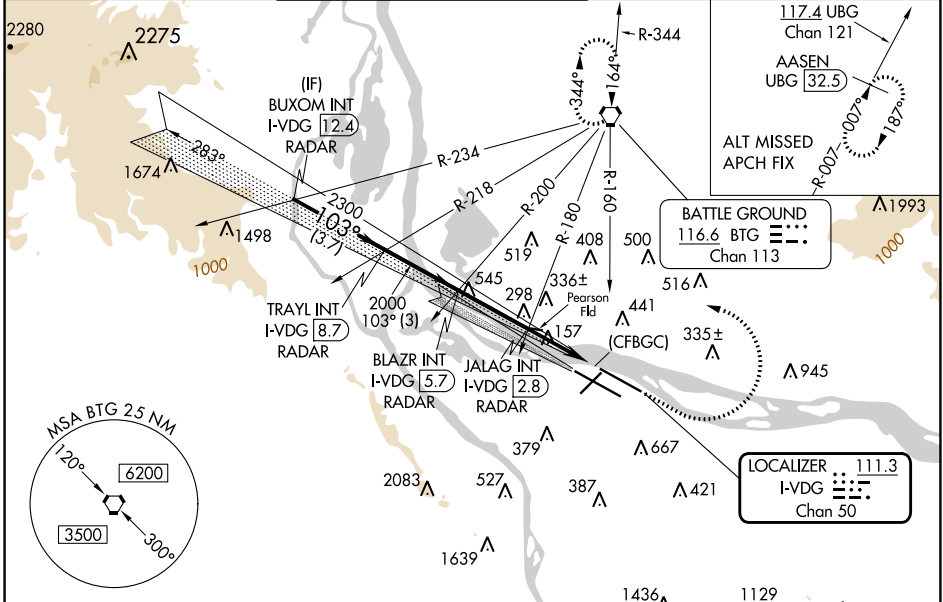 2280
2275
(IF)
BUXOM INT
I-VDG 12.4
RADAR
R-344
344°
164°
117.4 UBG
Chan 121
AASEN
UBG 32.5
007°
187°
ALT MISSED
APCH FIX
R-007
283°
1674
1498
1000
R-234
2300
103°
(3.7)
R-218
R-200
R-180
R-160
BATTLE GROUND
116.6 BTG
Chan 113
1993
1000
519
408
500
516
545
298
336±
Pearson
Fld
157
441
(CFBGC)
335±
945
TRAYL INT
I-VDG 8.7
RADAR
2000
103° (3)
BLAZR INT
I-VDG 5.7
RADAR
JALAG INT
I-VDG 2.8
RADAR
MSA BTG 25 NM
120°
6200
3500
300°
379
667
2083
527
387
421
1639
LOCALIZER 111.3
I-VDG
Chan 50
1436
1129